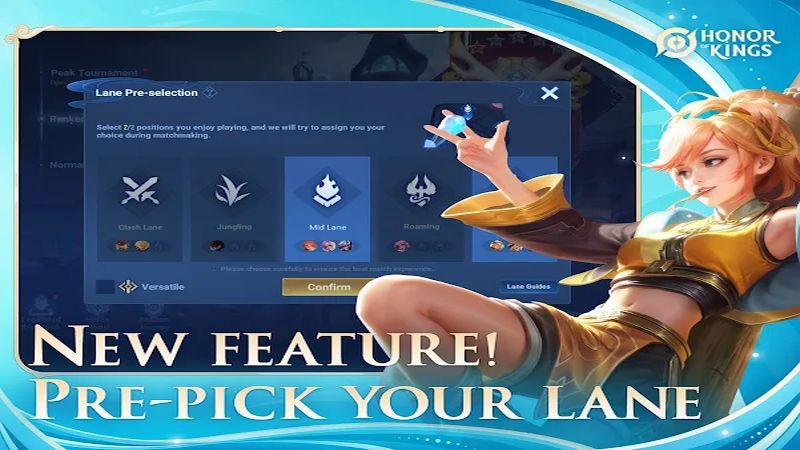 HONOR
OF
KINGS
Peak Tournament
Lane Pre-selection ?
Ranked
Select 2/2 positions you enjoy playing, and we will try to assign you your
choice during matchmaking.
Clash Lane
Jungling
Mid Lane
Roaming
Please choose carefully to ensure the best match experience.
Versatile
Confirm
Lane Guides
NEW FEATURE!
PRE-PICK YOUR LANE